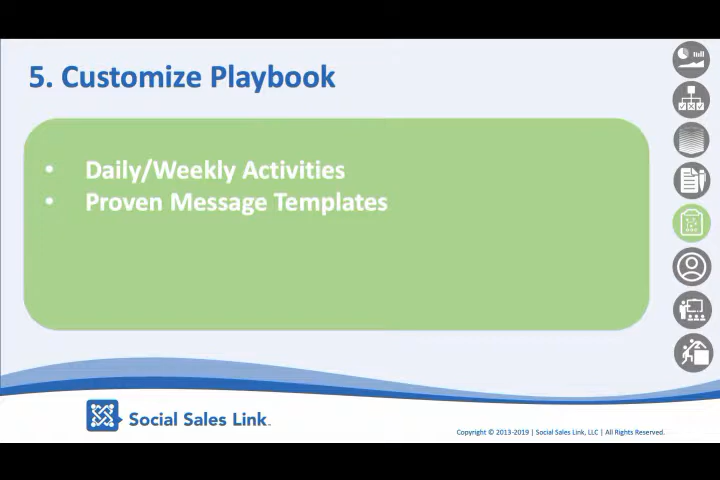 5. Customize Playbook
• Daily/Weekly Activities
• Proven Message Templates
Social Sales Link™
Copyright © 2013-2019 | Social Sales Link, LLC | All Rights Reserved.